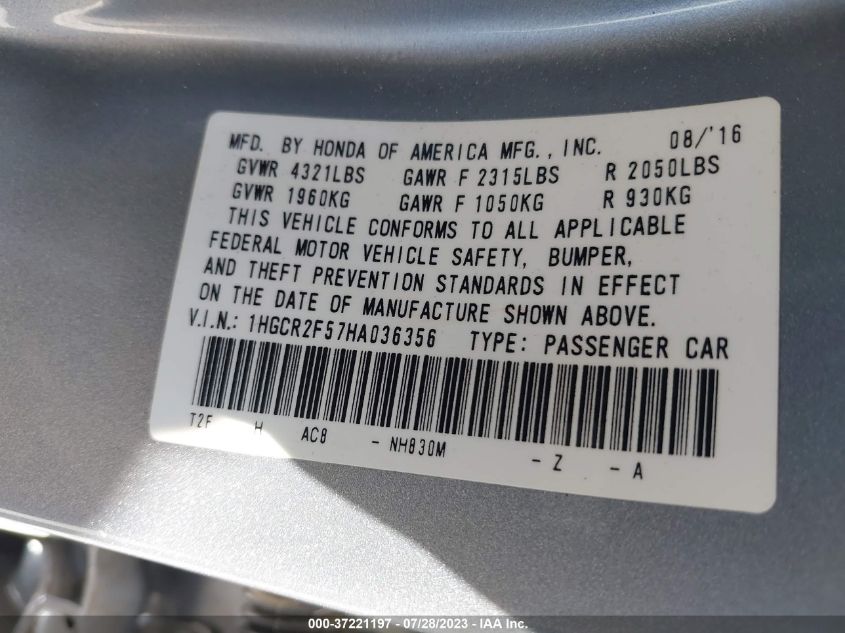 MFD. BY HONDA OF AMERICA MFG., INC. 08/'16
GVWR 4321LBS GAWR F 2315LBS R 2050LBS
GVWR 1960KG GAWR F 1050KG R 930KG
THIS VEHICLE CONFORMS TO ALL APPLICABLE
FEDERAL MOTOR VEHICLE SAFETY, BUMPER,
AND THEFT PREVENTION STANDARDS IN EFFECT
ON THE DATE OF MANUFACTURE SHOWN ABOVE.
V.I.N.: 1HGCR2F57HA036356 TYPE: PASSENGER CAR
T2F H AC8 - NH830M - Z - A
000-37221197 - 07/28/2023 - IAA Inc.